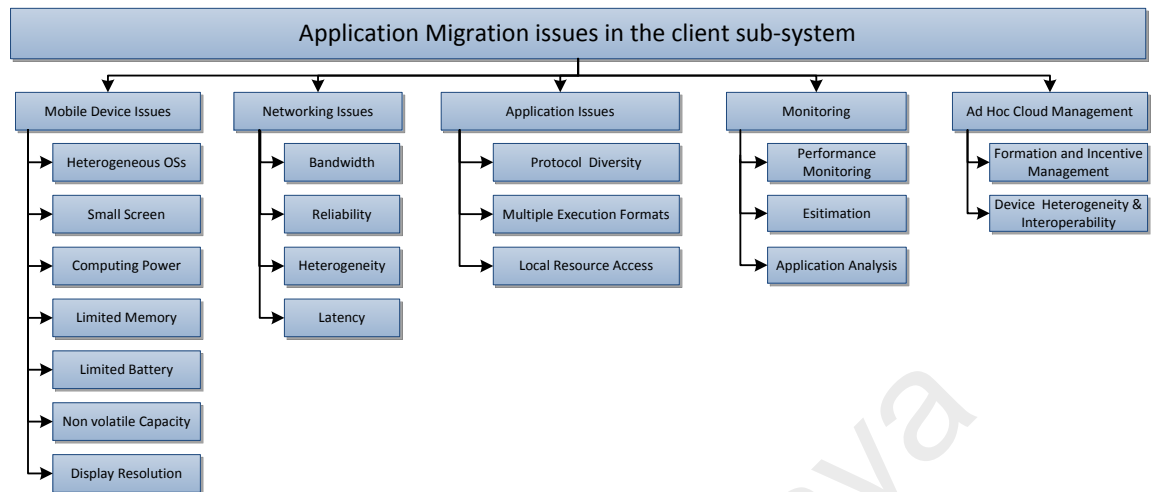 Application Migration issues in the client sub-system
Mobile Device Issues
Heterogeneous OSs
Small Screen
Computing Power
Limited Memory
Limited Battery
Non volatile Capacity
Display Resolution
Networking Issues
Bandwidth
Reliability
Heterogeneity
Latency
Application Issues
Protocol Diversity
Multiple Execution Formats
Local Resource Access
Monitoring
Performance
Monitoring
Esitimation
Application Analysis
Ad Hoc Cloud Management
Formation and Incentive
Management
Device Heterogeneity &
Interoperability